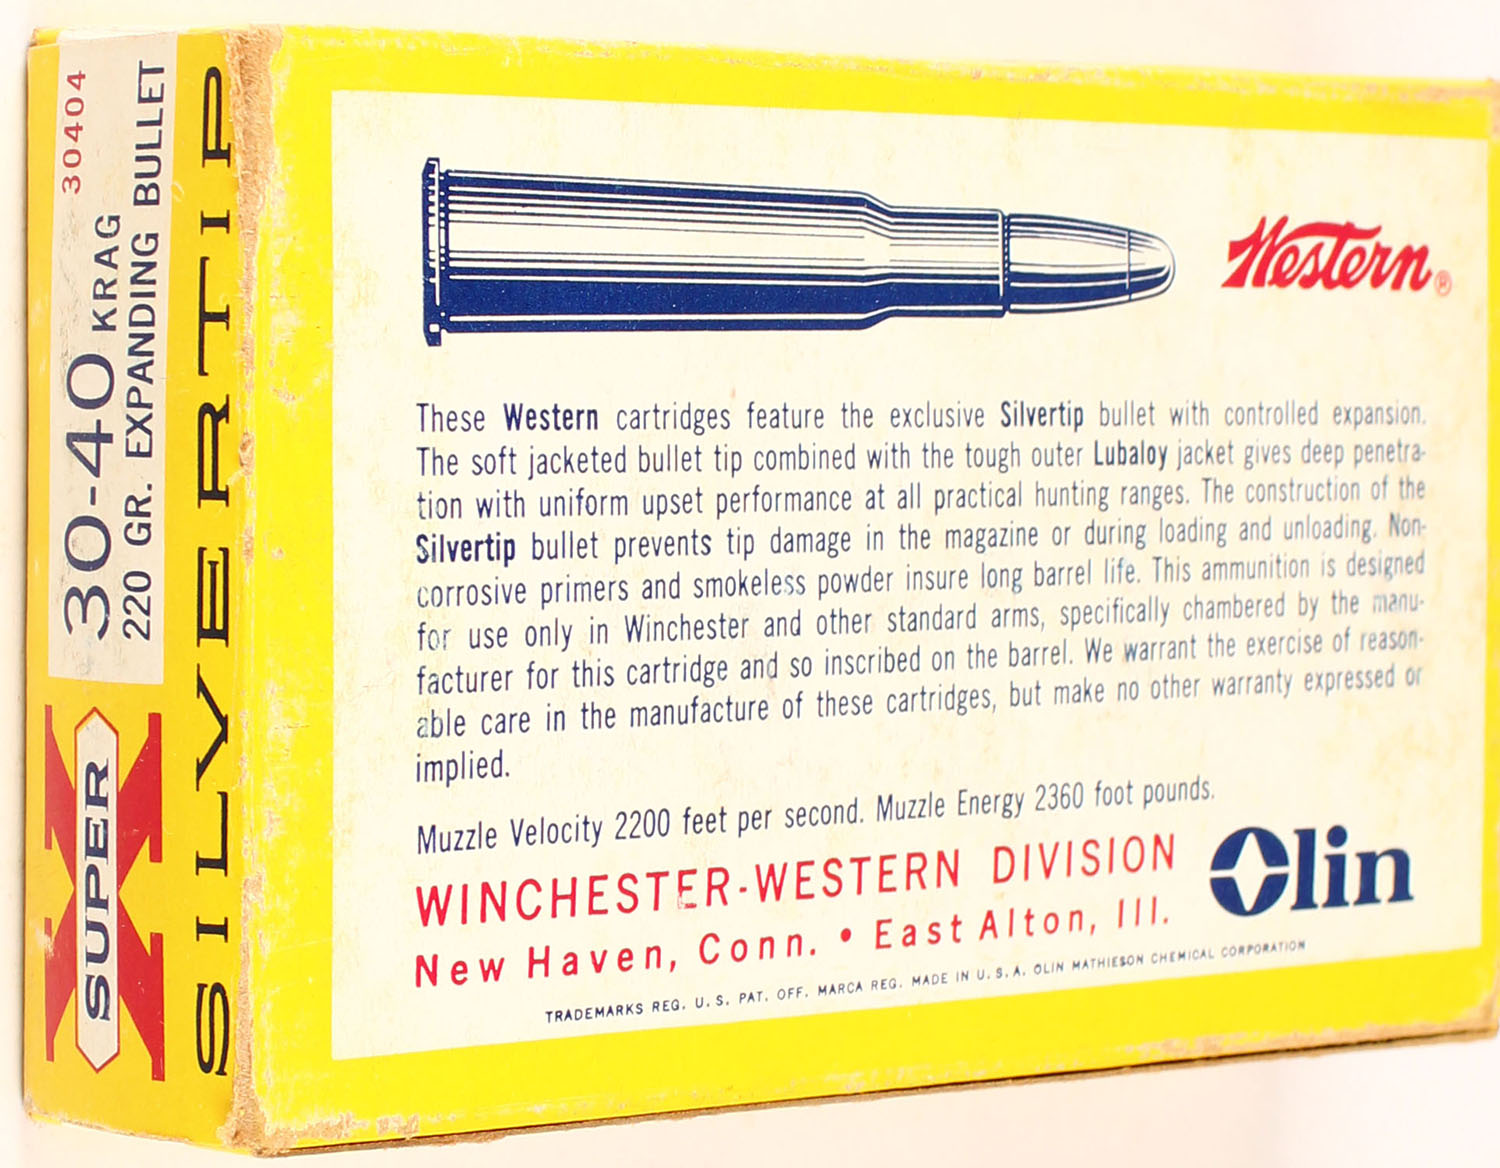 30404
30-40 KRAG
220 GR. EXPANDING BULLET
SUPER X
SILVERTIP
Western®
These Western cartridges feature the exclusive Silvertip bullet with controlled expansion.
The soft jacketed bullet tip combined with the tough outer Lubaloy jacket gives deep penetra-
tion with uniform upset performance at all practical hunting ranges. The construction of the
Silvertip bullet prevents tip damage in the magazine or during loading and unloading. Non-
corrosive primers and smokeless powder insure long barrel life. This ammunition is designed
for use only in Winchester and other standard arms, specifically chambered by the manu-
facturer for this cartridge and so inscribed on the barrel. We warrant the exercise of reason-
able care in the manufacture of these cartridges, but make no other warranty expressed or
implied.
Muzzle Velocity 2200 feet per second. Muzzle Energy 2360 foot pounds.
WINCHESTER-WESTERN DIVISION
New Haven, Conn. • East Alton, Ill.
Olin
TRADEMARKS REG. U. S. PAT. OFF. MARCA REG. MADE IN U. S. A. OLIN MATHIESON CHEMICAL CORPORATION